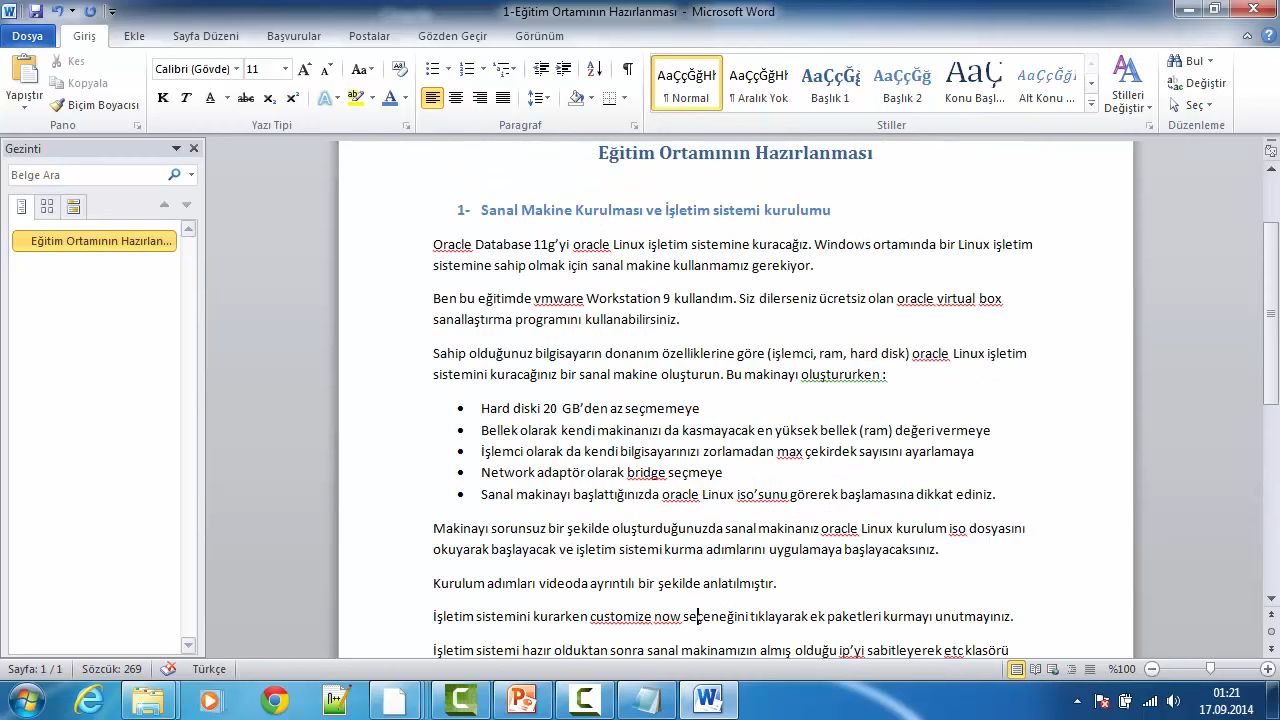 1-Eğitim Ortamının Hazırlanması - Microsoft Word
Dosya Giriş Ekle Sayfa Düzeni Başvurular Postalar Gözden Geçir Görünüm
Yapıştır
Kes
Kopyala
Biçim Boyacısı
Pano
Calibri (Gövde) 11
Yazı Tipi
Paragraf
AaÇçĞğHł AaÇçĞğHł AaÇçĞğ AaÇçĞğ AaÇ AaÇçĞğH
¶ Normal ¶ Aralık Yok Başlık 1 Başlık 2 Konu Başl... Alt Konu ...
Stiller
Stilleri Değiştir
Bul
Değiştir
Seç
Düzenleme
Gezinti
Belge Ara
Eğitim Ortamının Hazırlan...
Eğitim Ortamının Hazırlanması
1- Sanal Makine Kurulması ve İşletim sistemi kurulumu
Oracle Database 11g’yi oracle Linux işletim sistemine kuracağız. Windows ortamında bir Linux işletim
sistemine sahip olmak için sanal makine kullanmamız gerekiyor.
Ben bu eğitimde vmware Workstation 9 kullandım. Siz dilerseniz ücretsiz olan oracle virtual box
sanallaştırma programını kullanabilirsiniz.
Sahip olduğunuz bilgisayarın donanım özelliklerine göre (işlemci, ram, hard disk) oracle Linux işletim
sistemini kuracağınız bir sanal makine oluşturun. Bu makinayı oluştururken :
• Hard diski 20 GB’den az seçmemeye
• Bellek olarak kendi makinanızı da kasmayacak en yüksek bellek (ram) değeri vermeye
• İşlemci olarak da kendi bilgisayarınızı zorlamadan max çekirdek sayısını ayarlamaya
• Network adaptör olarak bridge seçmeye
• Sanal makinayı başlattığınızda oracle Linux iso’sunu görerek başlamasına dikkat ediniz.
Makinayı sorunsuz bir şekilde oluşturduğunuzda sanal makinanız oracle Linux kurulum iso dosyasını
okuyarak başlayacak ve işletim sistemi kurma adımlarını uygulamaya başlayacaksınız.
Kurulum adımları videoda ayrıntılı bir şekilde anlatılmıştır.
İşletim sistemini kurarken customize now seçeneğini tıklayarak ek paketleri kurmayı unutmayınız.
İşletim sistemi hazır olduktan sonra sanal makinamızın almış olduğu ip’yi sabitleyerek etc klasörü
Sayfa: 1 / 1 Sözcük: 269 Türkçe %100
01:21
17.09.2014